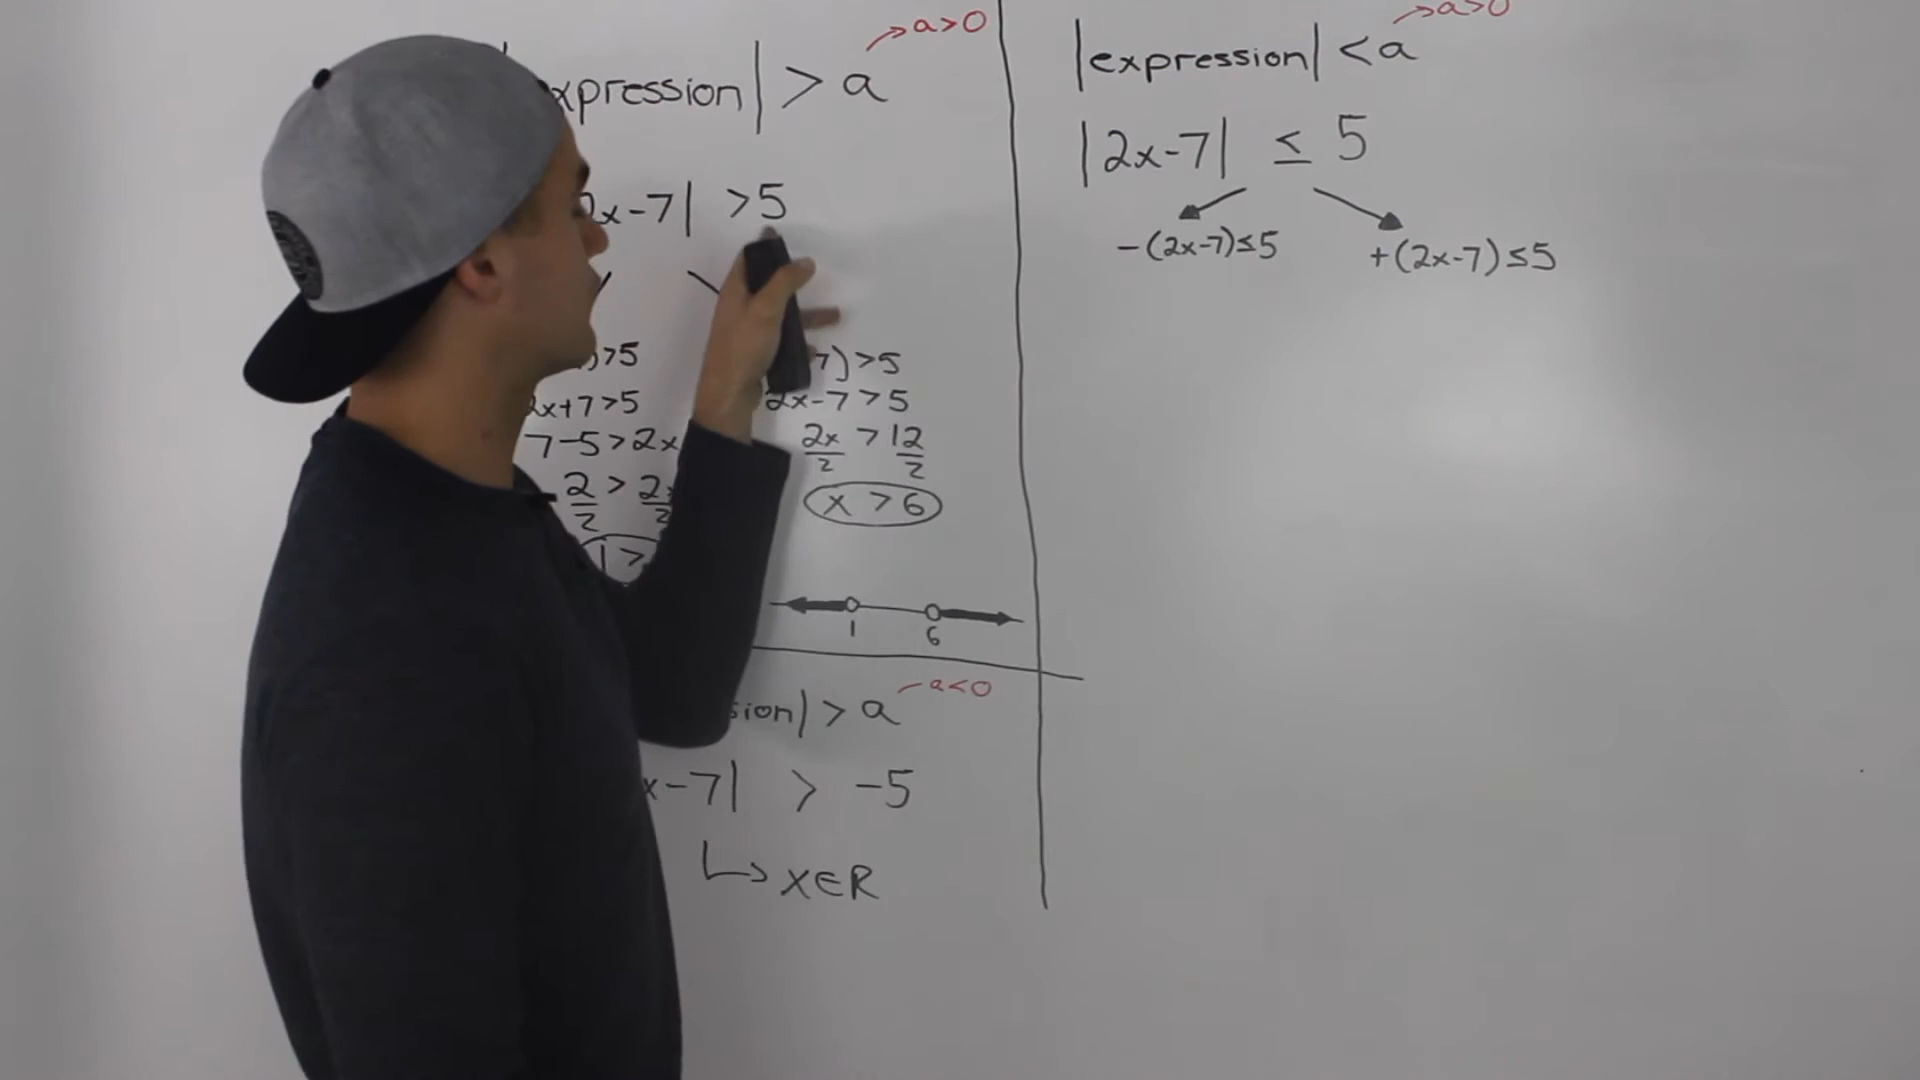 a>0
xpression| > a
2x-7| >5
)>5
7)>5
2x+7>5
2x-7>5
7-5>2x
2x/2 > 12/2
2/2 > 2
x > 6
1>
1
6
sion| > a
a<0
x-7| > -5
x∈R
a>0
|expression| < a
|2x-7| ≤ 5
-(2x-7)≤5
+(2x-7)≤5